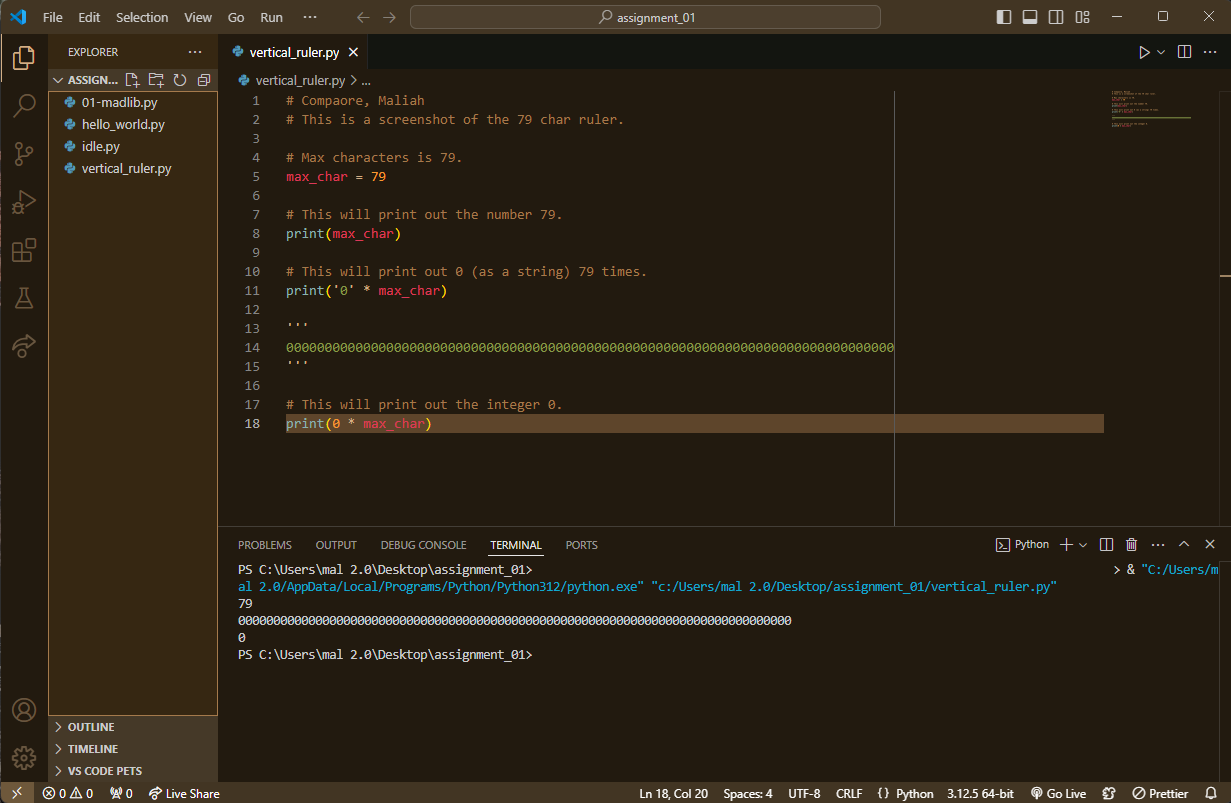 File Edit Selection View Go Run ··· assignment_01
EXPLORER ···
ASSIGN...
01-madlib.py
hello_world.py
idle.py
vertical_ruler.py
OUTLINE
TIMELINE
VS CODE PETS
vertical_ruler.py
vertical_ruler.py > ...
1 # Compaore, Maliah
2 # This is a screenshot of the 79 char ruler.
3
4 # Max characters is 79.
5 max_char = 79
6
7 # This will print out the number 79.
8 print(max_char)
9
10 # This will print out 0 (as a string) 79 times.
11 print('0' * max_char)
12
13 '''
14 0000000000000000000000000000000000000000000000000000000000000000000000000000000
15 '''
16
17 # This will print out the integer 0.
18 print(0 * max_char)
PROBLEMS OUTPUT DEBUG CONSOLE TERMINAL PORTS Python ···
PS C:\Users\mal 2.0\Desktop\assignment_01> > & "C:/Users/m
al 2.0/AppData/Local/Programs/Python/Python312/python.exe" "c:/Users/mal 2.0/Desktop/assignment_01/vertical_ruler.py"
79
0000000000000000000000000000000000000000000000000000000000000000000000000000000
0
PS C:\Users\mal 2.0\Desktop\assignment_01>
0 0 0 Live Share Ln 18, Col 20 Spaces: 4 UTF-8 CRLF {} Python 3.12.5 64-bit Go Live Prettier